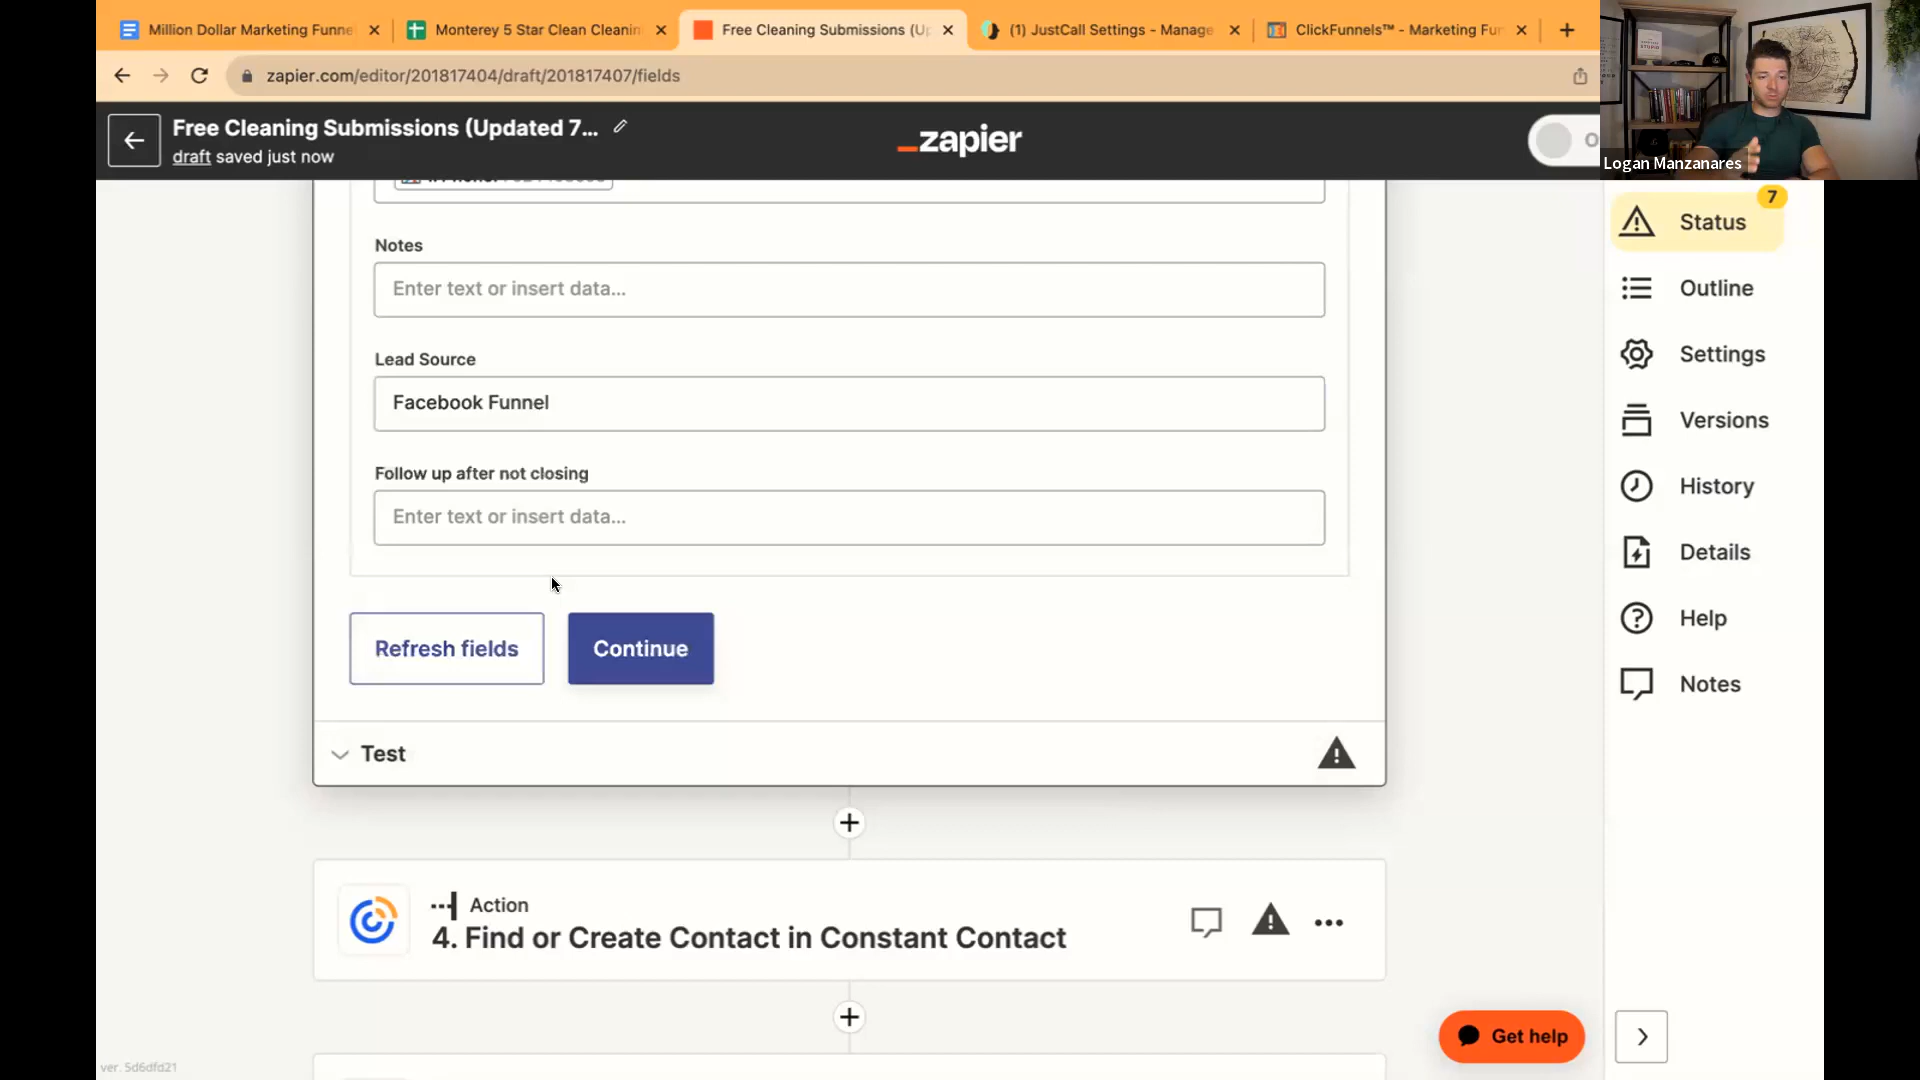 Million Dollar Marketing Funne
Monterey 5 Star Clean Cleanin
Free Cleaning Submissions (Up
(1) JustCall Settings - Manage
ClickFunnels™ - Marketing Fun
zapier.com/editor/201817404/draft/201817407/fields
Free Cleaning Submissions (Updated 7...
draft saved just now
zapier
Logan Manzanares
Notes
Enter text or insert data...
Lead Source
Facebook Funnel
Follow up after not closing
Enter text or insert data...
Refresh fields
Continue
Test
Action
4. Find or Create Contact in Constant Contact
7
Status
Outline
Settings
Versions
History
Details
Help
Notes
Get help
ver. 5d6dfd21